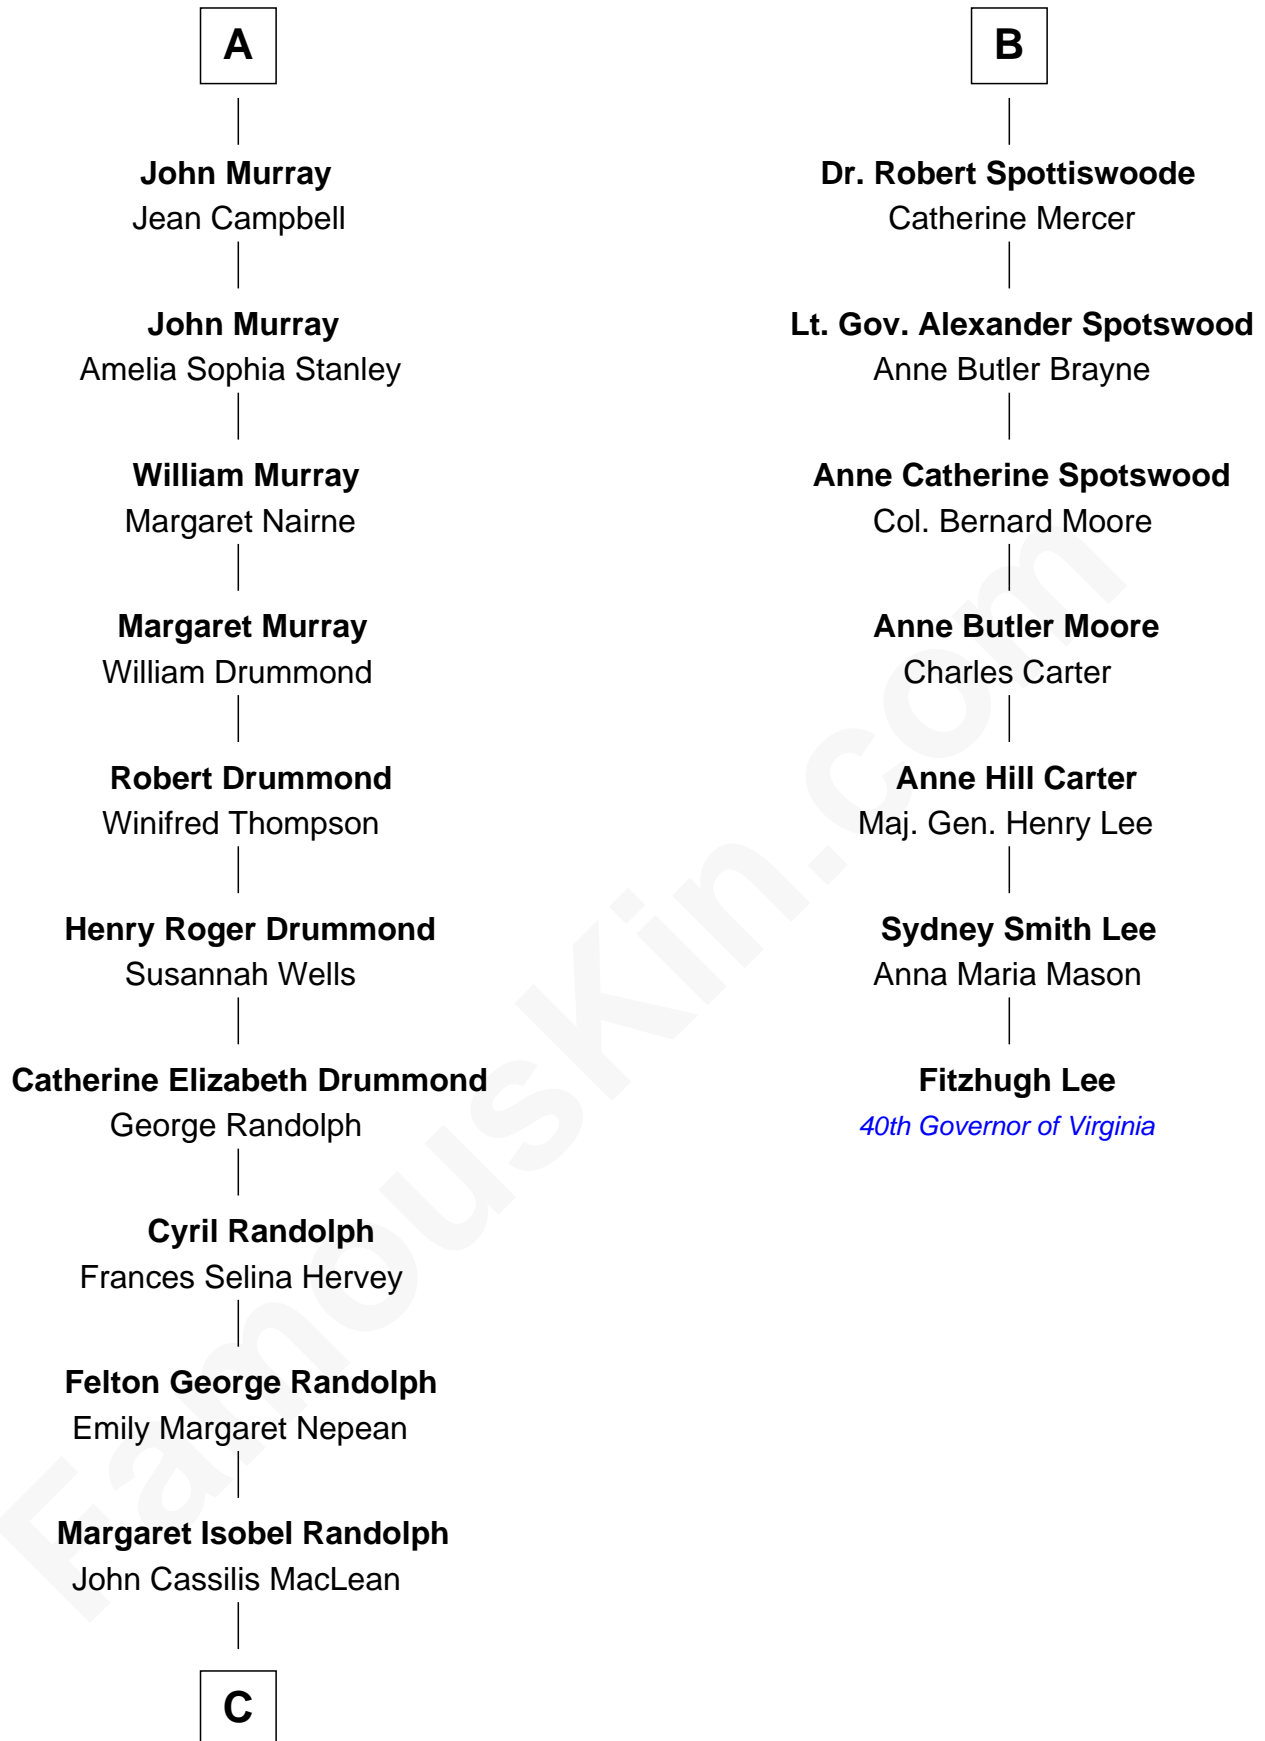 A
John Murray
Jean Campbell
John Murray
Amelia Sophia Stanley
William Murray
Margaret Nairne
Margaret Murray
William Drummond
Robert Drummond
Winifred Thompson
Henry Roger Drummond
Susannah Wells
Catherine Elizabeth Drummond
George Randolph
Cyril Randolph
Frances Selina Hervey
Felton George Randolph
Emily Margaret Nepean
Margaret Isobel Randolph
John Cassilis MacLean
C
B
Dr. Robert Spottiswoode
Catherine Mercer
Lt. Gov. Alexander Spotswood
Anne Butler Brayne
Anne Catherine Spotswood
Col. Bernard Moore
Anne Butler Moore
Charles Carter
Anne Hill Carter
Maj. Gen. Henry Lee
Sydney Smith Lee
Anna Maria Mason
Fitzhugh Lee
40th Governor of Virginia
FamousKin.com